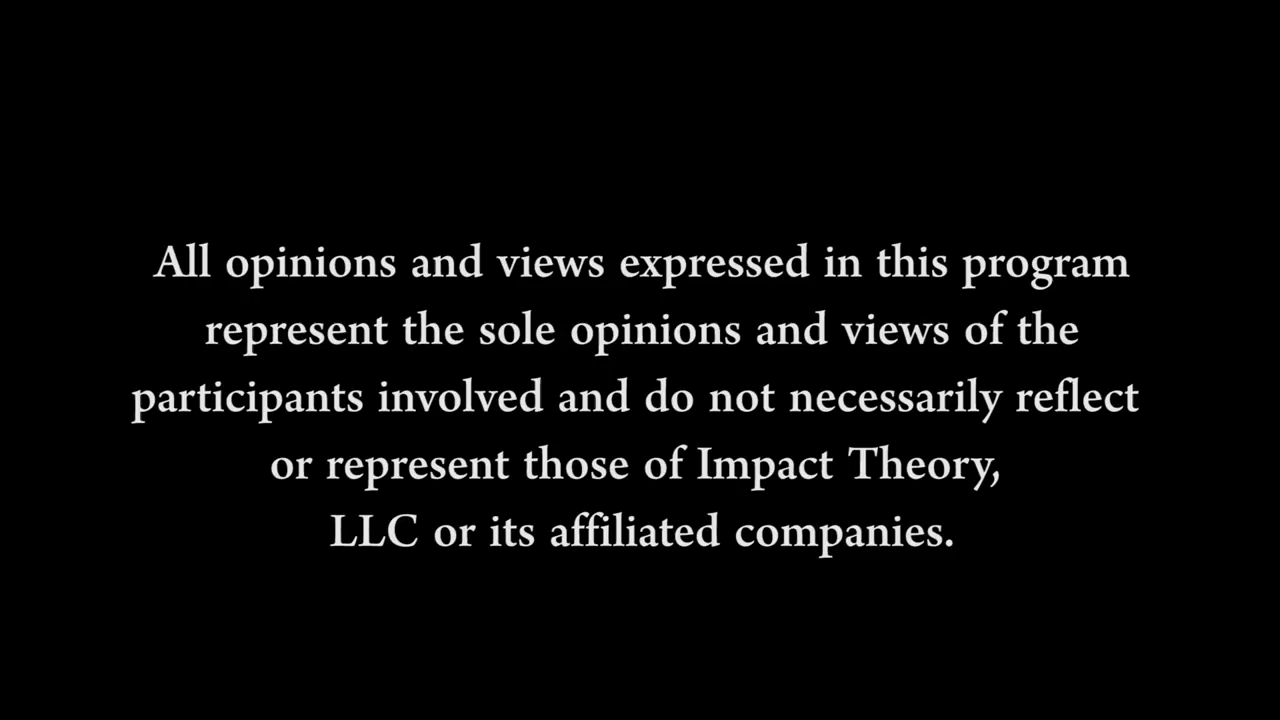 All opinions and views expressed in this program
represent the sole opinions and views of the
participants involved and do not necessarily reflect
or represent those of Impact Theory,
LLC or its affiliated companies.